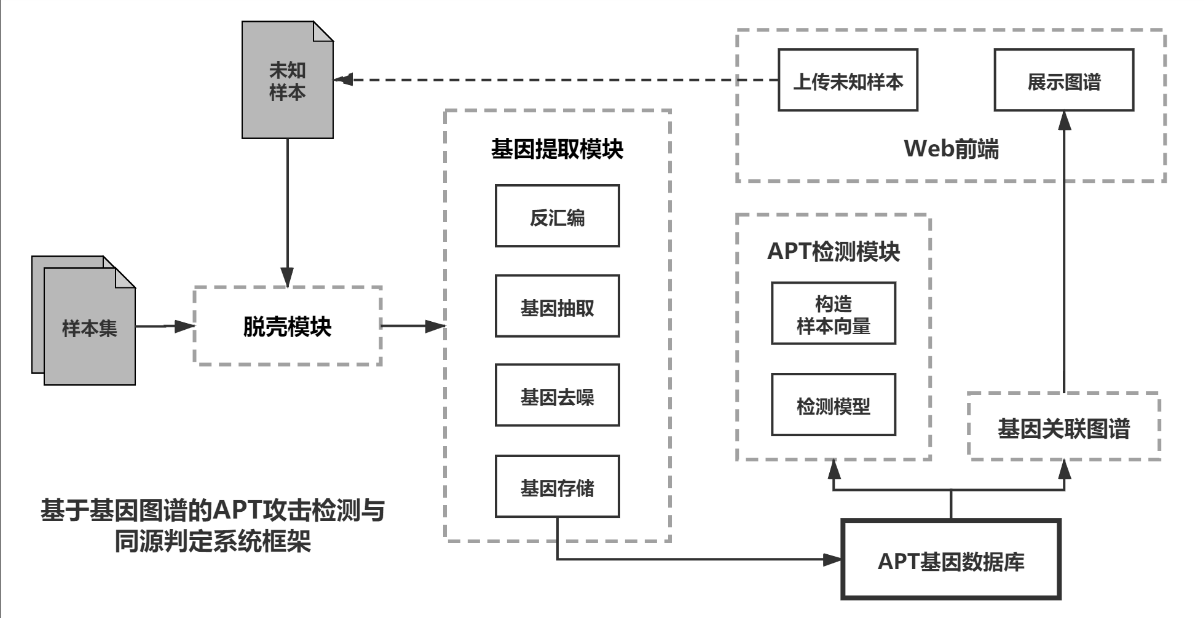 未知
样本
上传未知样本
展示图谱
Web前端
基因提取模块
反汇编
基因抽取
基因去噪
基因存储
APT检测模块
构造
样本向量
检测模型
样本集
脱壳模块
基因关联图谱
基于基因图谱的APT攻击检测与
同源判定系统框架
APT基因数据库